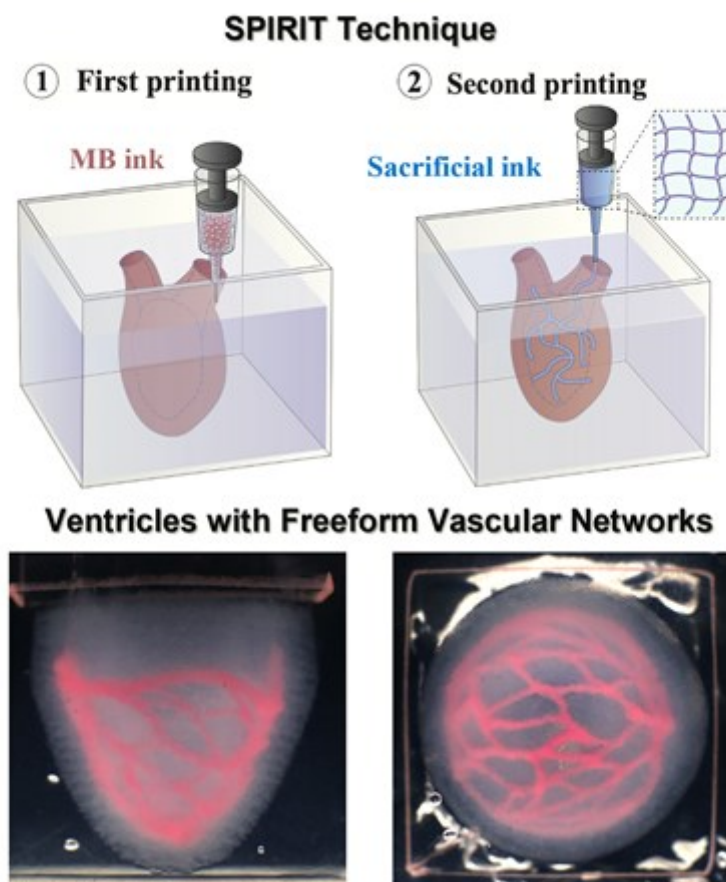 SPIRIT Technique
1 First printing
2 Second printing
MB ink
Sacrificial ink
Ventricles with Freeform Vascular Networks